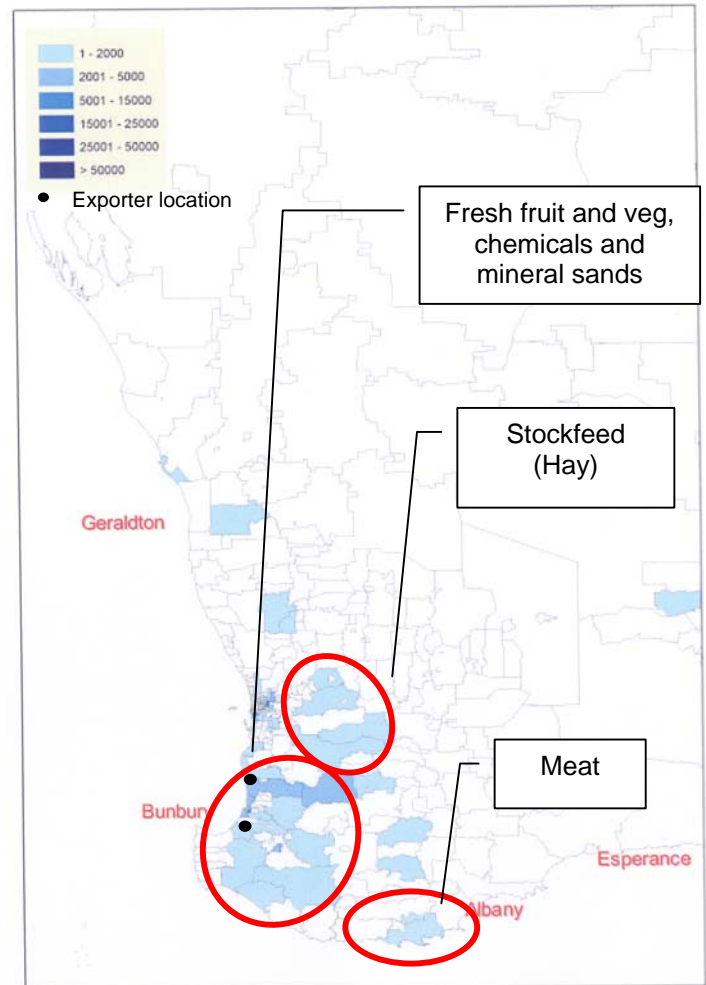 1 - 2000
2001 - 5000
5001 - 15000
15001 - 25000
25001 - 50000
> 50000
Exporter location
Fresh fruit and veg,
chemicals and
mineral sands
Stockfeed
(Hay)
Geraldton
Meat
Bunbury
Esperance
Albany